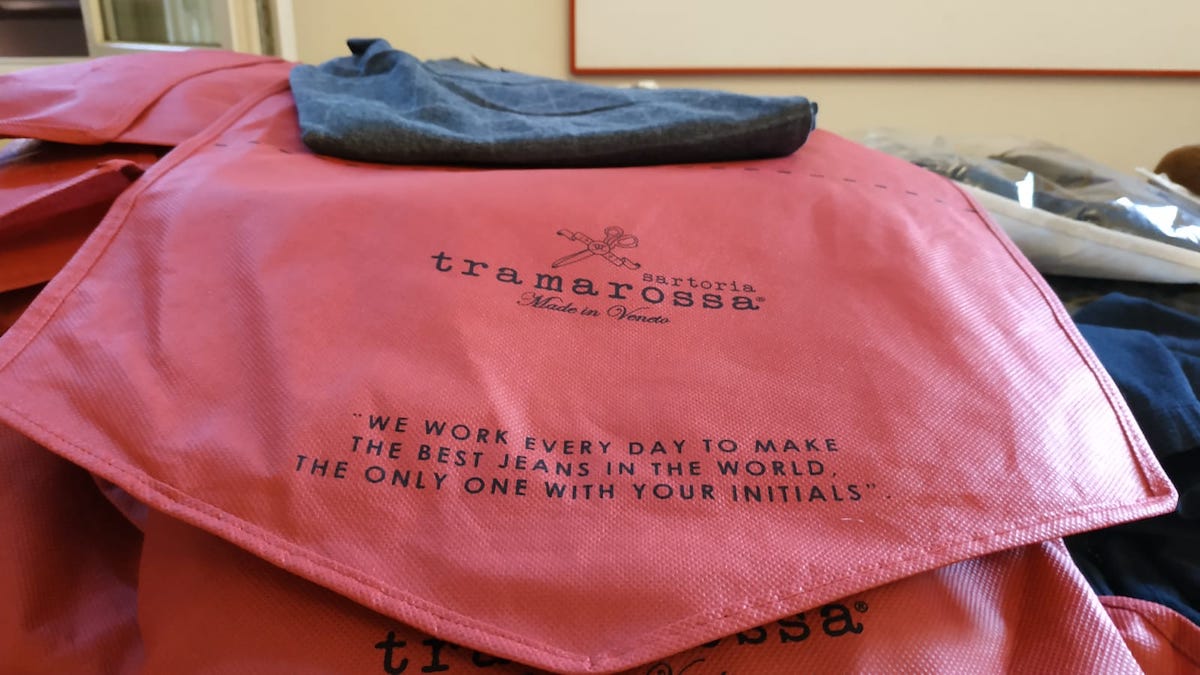 sartoria
tramarossa®
Made in Veneto
"WE WORK EVERY DAY TO MAKE
THE BEST JEANS IN THE WORLD,
THE ONLY ONE WITH YOUR INITIALS".